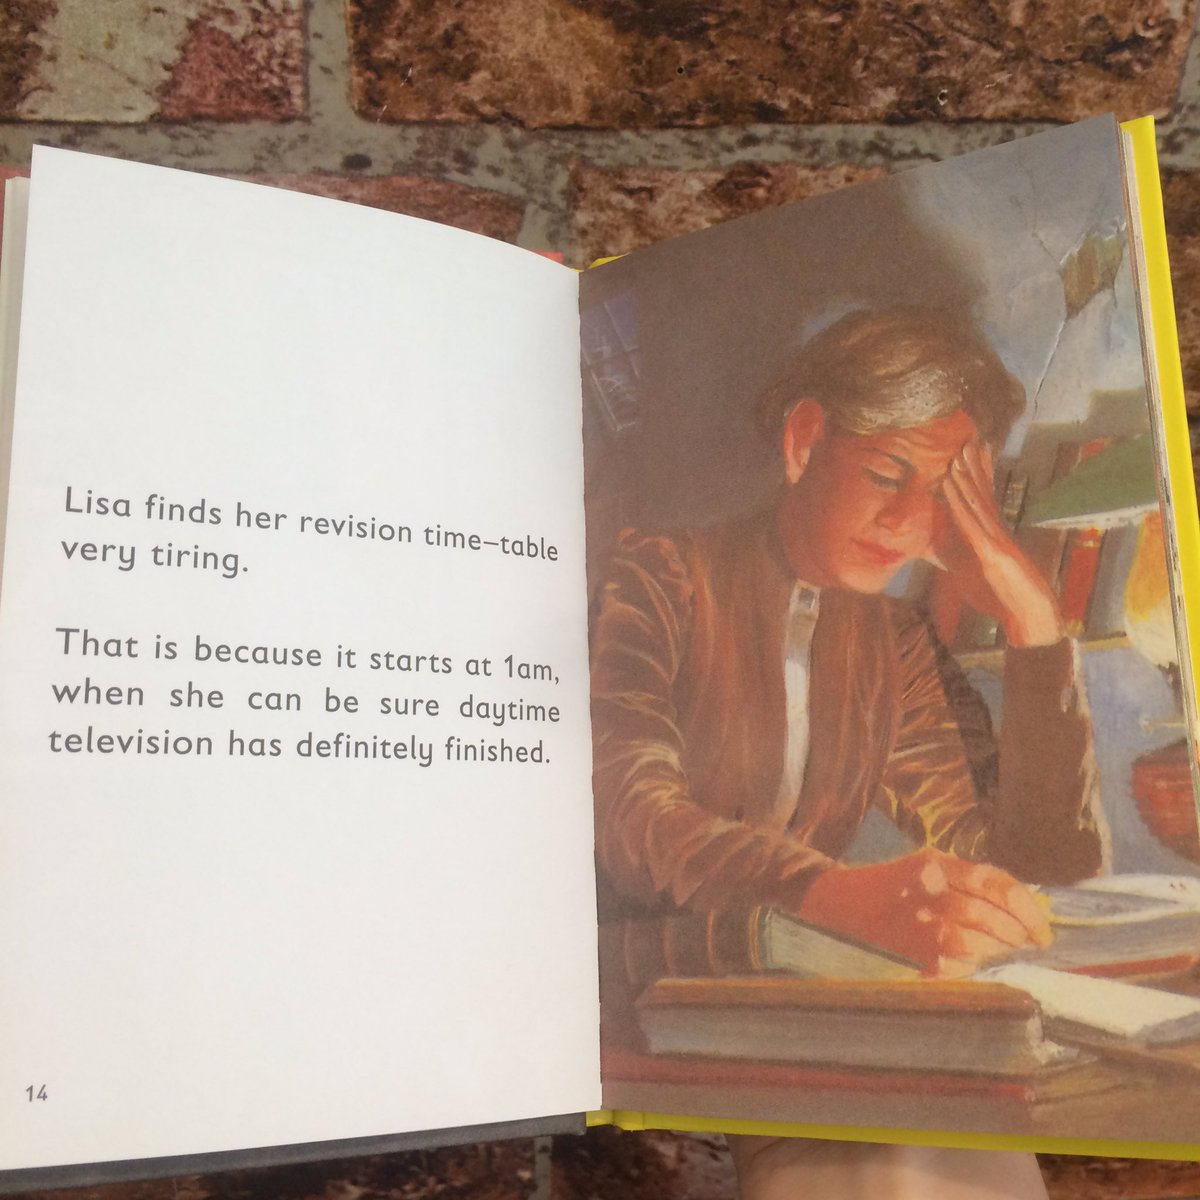 Lisa finds her revision time–table
very tiring.
That is because it starts at 1am,
when she can be sure daytime
television has definitely finished.
14